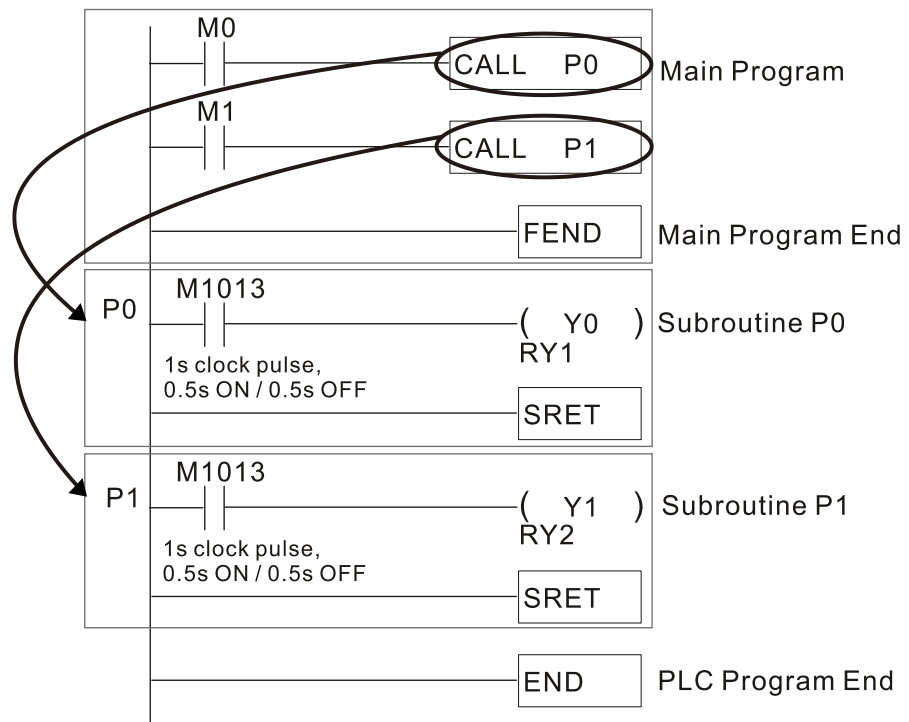 M0
CALL P0 Main Program
M1
CALL P1
FEND Main Program End
M1013
P0 ( Y0 ) Subroutine P0
RY1
1s clock pulse,
0.5s ON / 0.5s OFF
SRET
M1013
P1 ( Y1 ) Subroutine P1
RY2
1s clock pulse,
0.5s ON / 0.5s OFF
SRET
END PLC Program End